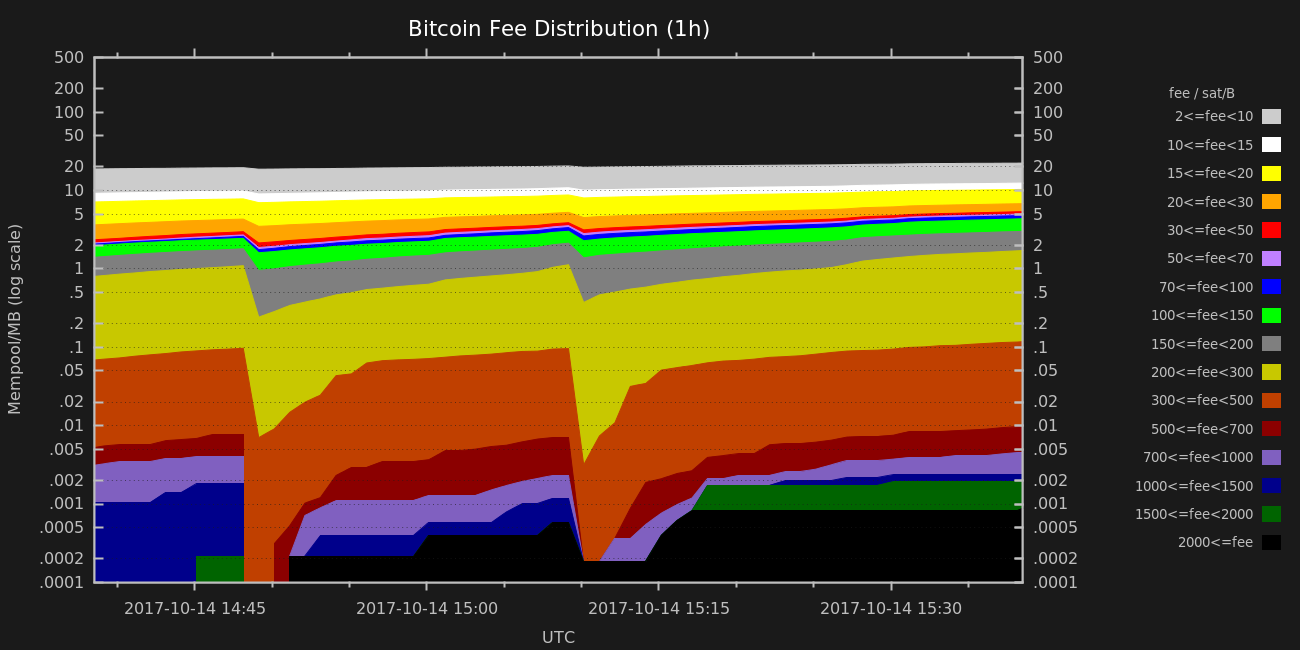 Bitcoin Fee Distribution (1h)
500 500
200 200
100 100
50 50
20 20
10 10
5 5
2 2
1 1
.5 .5
.2 .2
.1 .1
.05 .05
.02 .02
.01 .01
.005 .005
.002 .002
.001 .001
.0005 .0005
.0002 .0002
.0001 .0001
Mempool/MB (log scale)
2017-10-14 14:45 2017-10-14 15:00 2017-10-14 15:15 2017-10-14 15:30
UTC
fee / sat/B
2<=fee<10
10<=fee<15
15<=fee<20
20<=fee<30
30<=fee<50
50<=fee<70
70<=fee<100
100<=fee<150
150<=fee<200
200<=fee<300
300<=fee<500
500<=fee<700
700<=fee<1000
1000<=fee<1500
1500<=fee<2000
2000<=fee